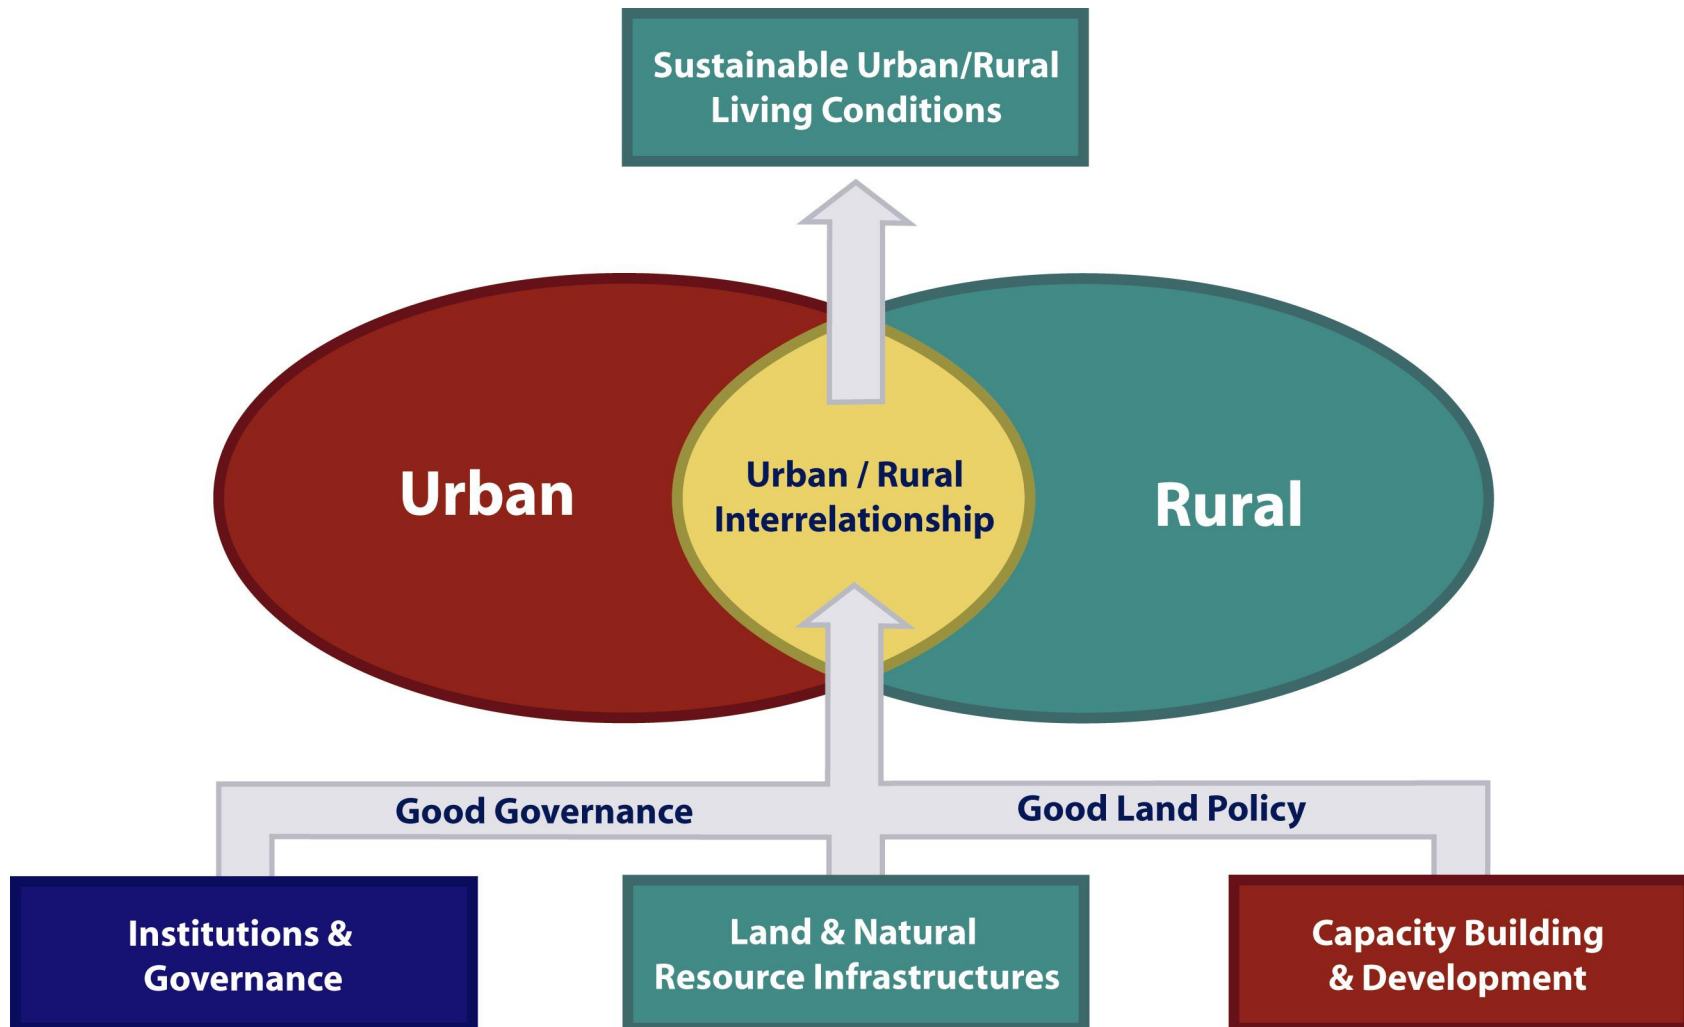 Sustainable Urban/Rural
Living Conditions
Urban
Urban / Rural
Interrelationship
Rural
Good Governance
Good Land Policy
Institutions &
Governance
Land & Natural
Resource Infrastructures
Capacity Building
& Development